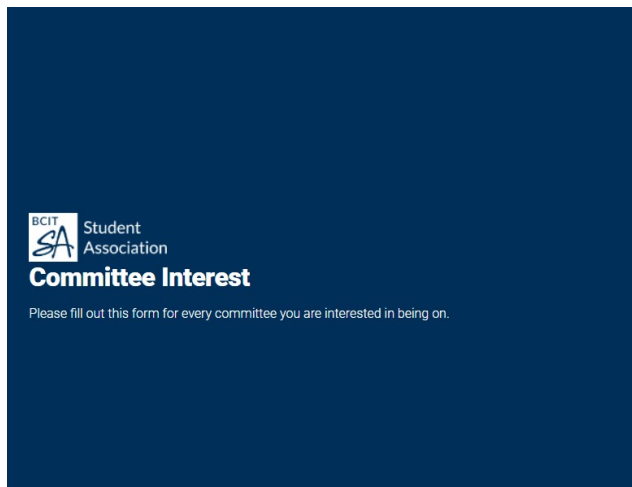 BCIT
SA
Student
Association
Committee Interest
Please fill out this form for every committee you are interested in being on.